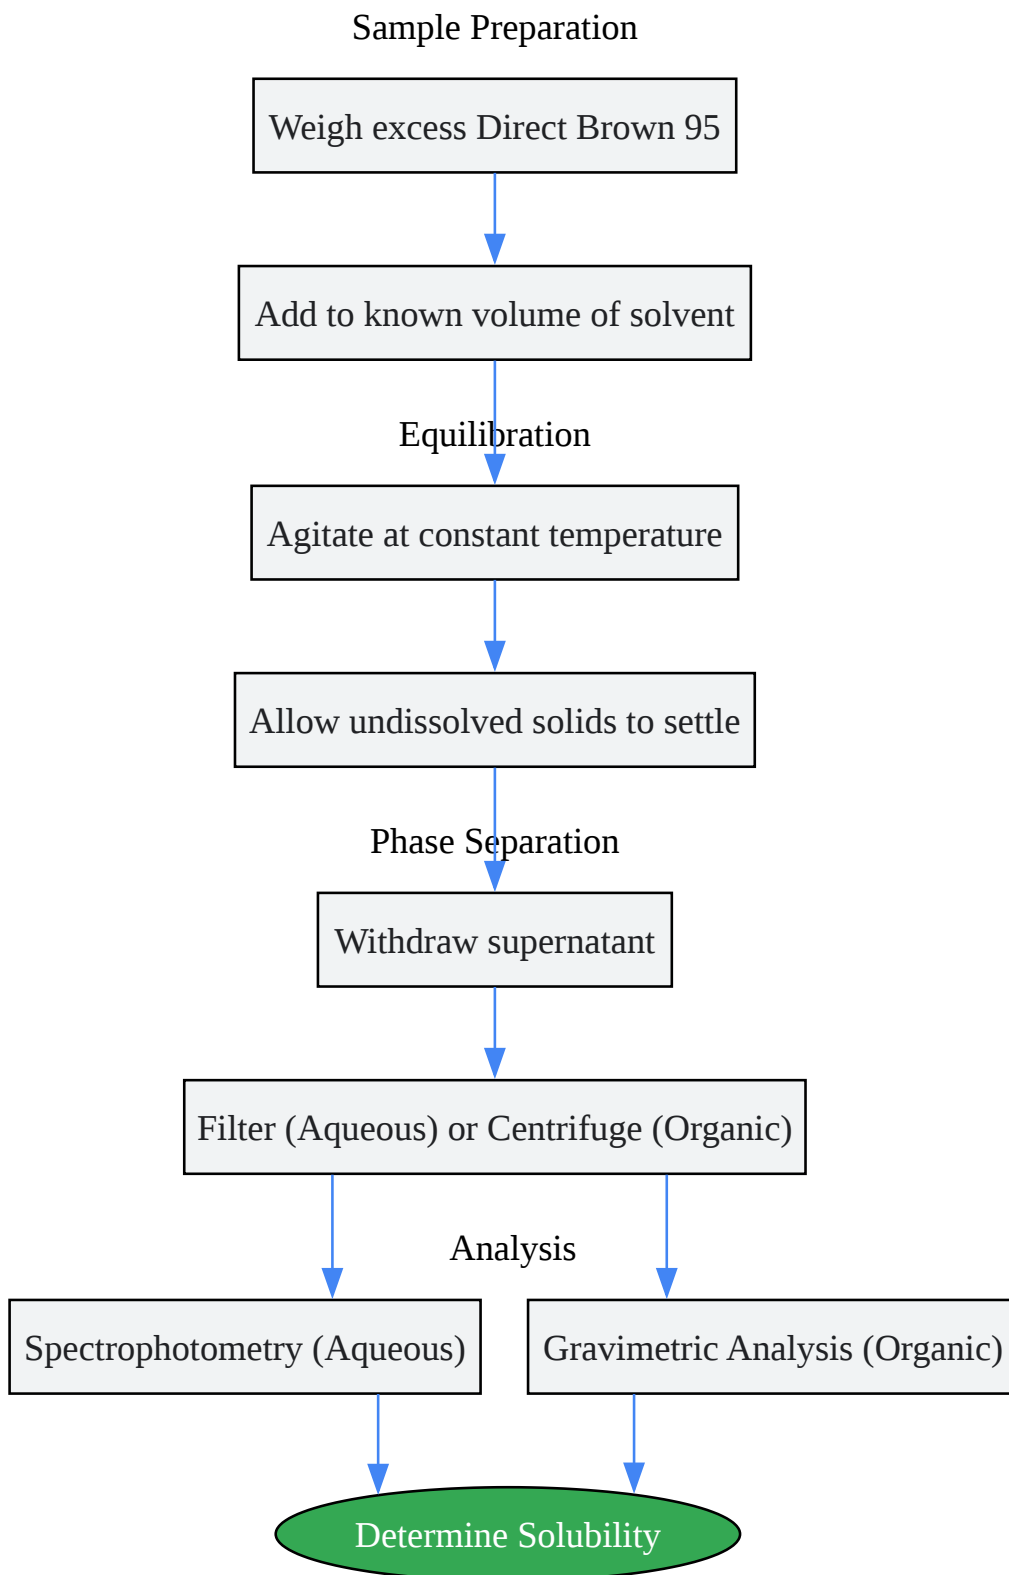 Sample Preparation
Weigh excess Direct Brown 95
Add to known volume of solvent
Equilibration
Agitate at constant temperature
Allow undissolved solids to settle
Phase Separation
Withdraw supernatant
Filter (Aqueous) or Centrifuge (Organic)
Analysis
Spectrophotometry (Aqueous)
Gravimetric Analysis (Organic)
Determine Solubility